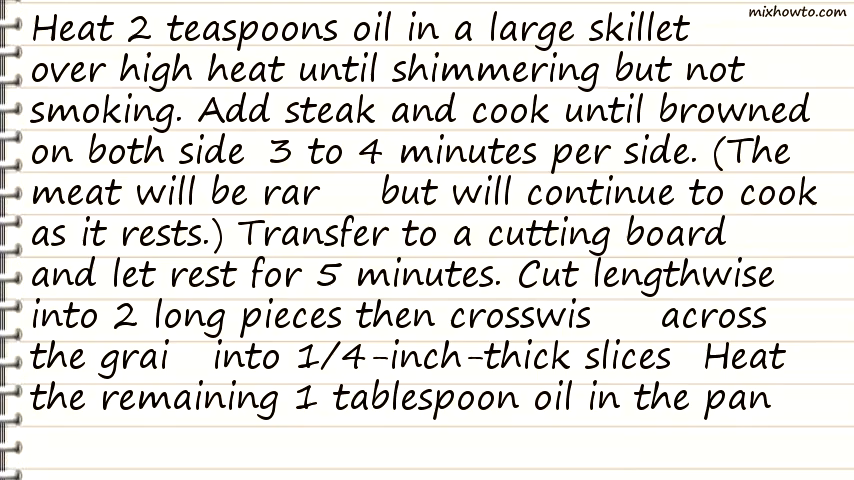 mixhowto.com
Heat 2 teaspoons oil in a large skillet
over high heat until shimmering but not
smoking. Add steak and cook until browned
on both side 3 to 4 minutes per side. (The
meat will be rar but will continue to cook
as it rests.) Transfer to a cutting board
and let rest for 5 minutes. Cut lengthwise
into 2 long pieces then crosswis across
the grai into 1/4-inch-thick slices Heat
the remaining 1 tablespoon oil in the pan